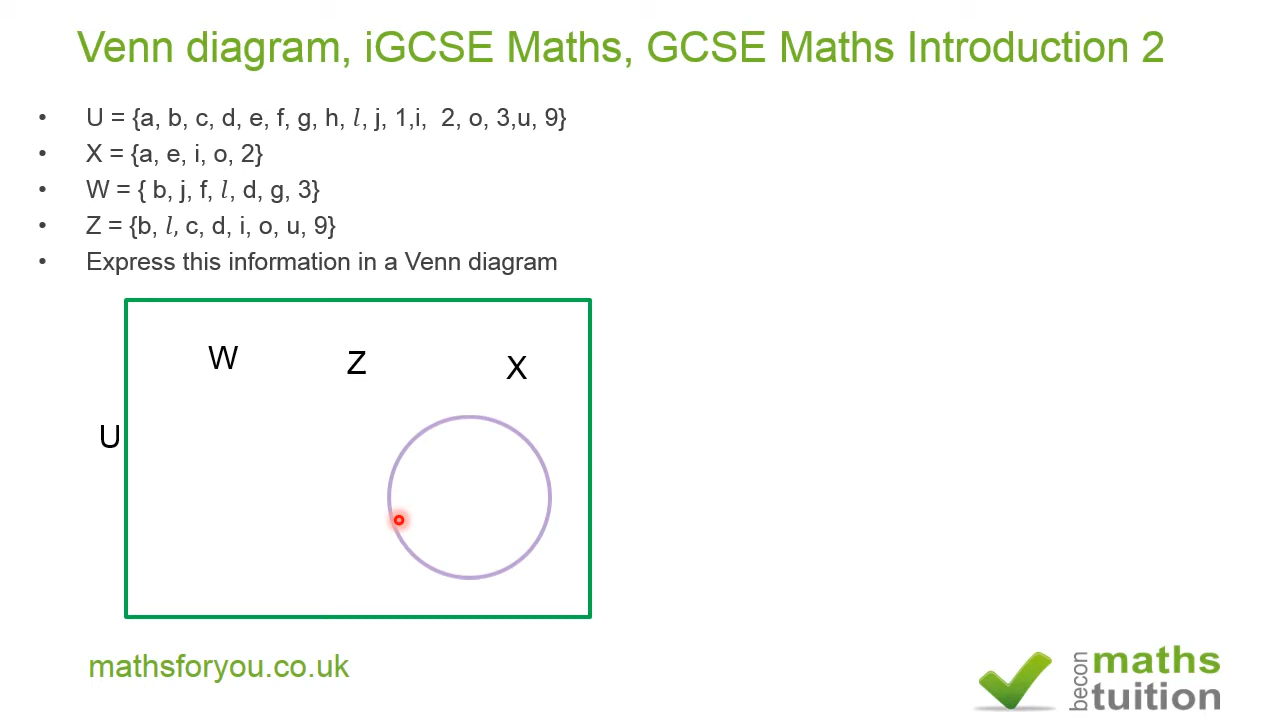 Venn diagram, iGCSE Maths, GCSE Maths Introduction 2
• U = {a, b, c, d, e, f, g, h, 𝑙, j, 1,i,  2, o, 3,u, 9}
• X = {a, e, i, o, 2}
• W = { b, j, f, 𝑙, d, g, 3}
• Z = {b, 𝑙, c, d, i, o, u, 9}
• Express this information in a Venn diagram
W Z X
U
mathsforyou.co.uk
becon
maths
tuition